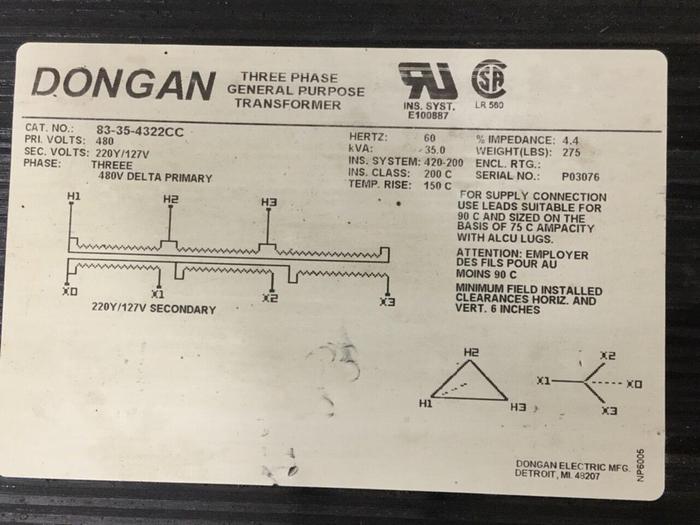 DONGAN
THREE PHASE
GENERAL PURPOSE
TRANSFORMER
INS. SYST.
E100887
SA
LR 560
CAT. NO.: 83-35-4322CC
PRI. VOLTS: 480
SEC. VOLTS: 220Y/127V
PHASE: THREEE
480V DELTA PRIMARY
HERTZ: 60
kVA: 35.0
INS. SYSTEM: 420-200
INS. CLASS: 200 C
TEMP. RISE: 150 C
% IMPEDANCE: 4.4
WEIGHT(LBS): 275
ENCL. RTG.:
SERIAL NO.: P03076
H1 H2 H3
X0 X1 X2 X3
220Y/127V SECONDARY
FOR SUPPLY CONNECTION
USE LEADS SUITABLE FOR
90 C AND SIZED ON THE
BASIS OF 75 C AMPACITY
WITH ALCU LUGS.
ATTENTION: EMPLOYER
DES FILS POUR AU
MOINS 90 C
MINIMUM FIELD INSTALLED
CLEARANCES HORIZ. AND
VERT. 6 INCHES
H2
H1 H3
X2
X1 X0
X3
DONGAN ELECTRIC MFG.
DETROIT, MI. 48207
NP6005